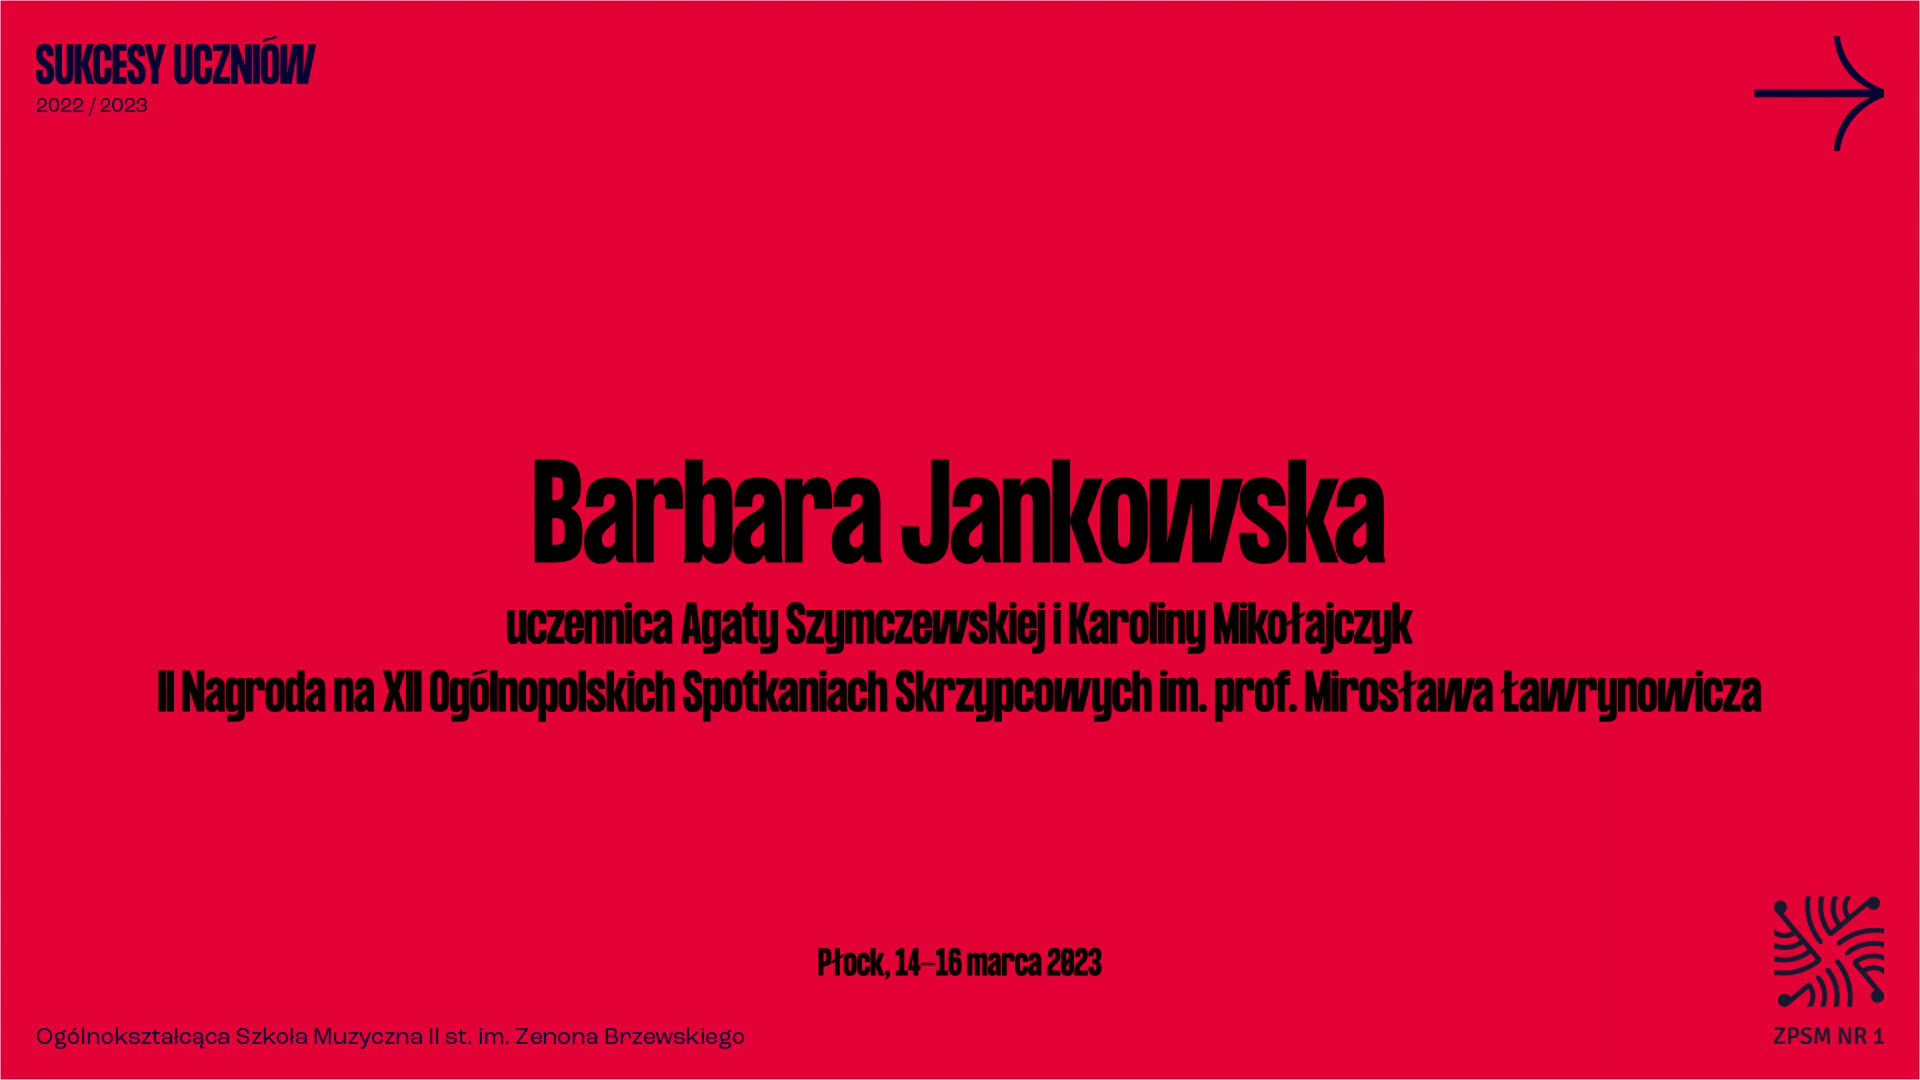 SUKCESY UCZNIÓW
2022 / 2023
Barbara Jankowska
uczennica Agaty Szymczewskiej i Karoliny Mikołajczyk
II Nagroda na XII Ogólnopolskich Spotkaniach Skrzypcowych im. prof. Mirosława Ławrynowicza
Płock, 14–16 marca 2023
Ogólnokształcąca Szkoła Muzyczna II st. im. Zenona Brzewskiego
ZPSM NR 1